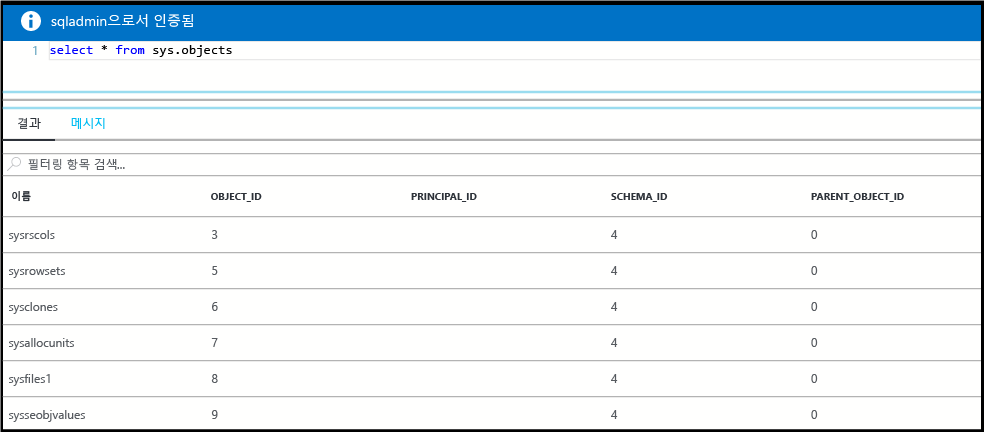 sqladmin으로서 인증됨
1 select * from sys.objects
결과 메시지
필터링 항목 검색...
이름 OBJECT_ID PRINCIPAL_ID SCHEMA_ID PARENT_OBJECT_ID
sysrscols 3 4 0
sysrowsets 5 4 0
sysclones 6 4 0
sysallocunits 7 4 0
sysfiles1 8 4 0
sysseobjvalues 9 4 0